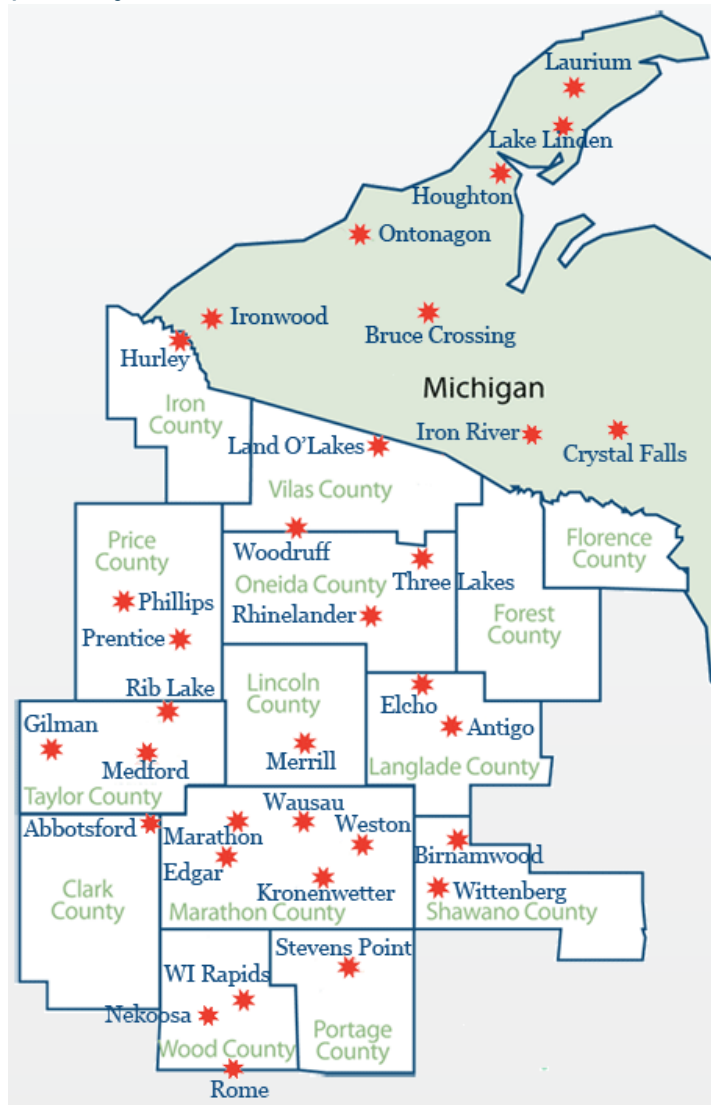 Laurium
Lake Linden
Houghton
Ontonagon
Ironwood
Bruce Crossing
Hurley
Michigan
Iron
County
Iron River
Crystal Falls
Land O'Lakes
Vilas County
Price
County
Woodruff
Florence
County
Oneida County
Three Lakes
Phillips
Rhinelander
Forest
County
Prentice
Rib Lake
Lincoln
County
Elcho
Gilman
Antigo
Medford
Merrill
Langlade County
Taylor County
Wausau
Abbotsford
Marathon
Weston
Birnamwood
Edgar
Clark
County
Kronenwetter
Wittenberg
Marathon County
Shawano County
Stevens Point
WI Rapids
Nekoosa
Portage
County
Wood County
Rome